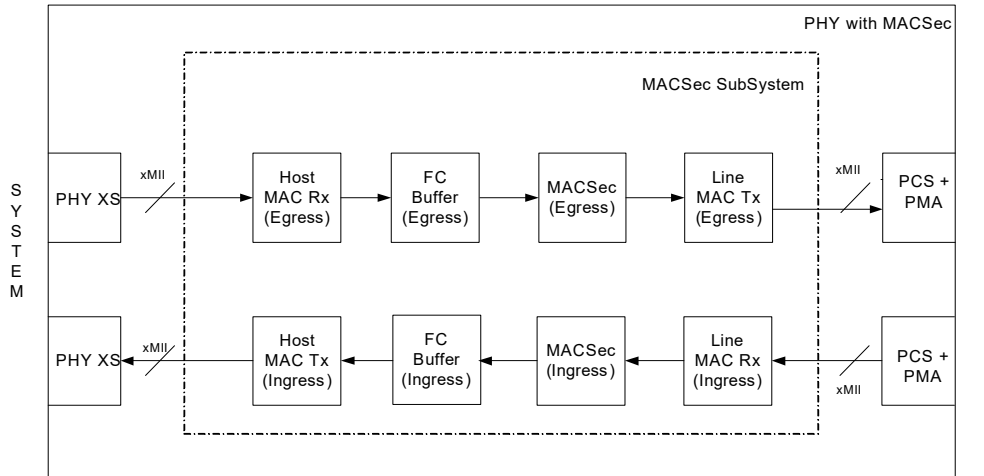 PHY with MACSec
MACSec SubSystem
S
Y
S
T
E
M
PHY XS
xMII
Host
MAC Rx
(Egress)
FC
Buffer
(Egress)
MACSec
(Egress)
Line
MAC Tx
(Egress)
xMII
PCS +
PMA
PHY XS
xMII
Host
MAC Tx
(Ingress)
FC
Buffer
(Ingress)
MACSec
(Ingress)
Line
MAC Rx
(Ingress)
xMII
PCS +
PMA